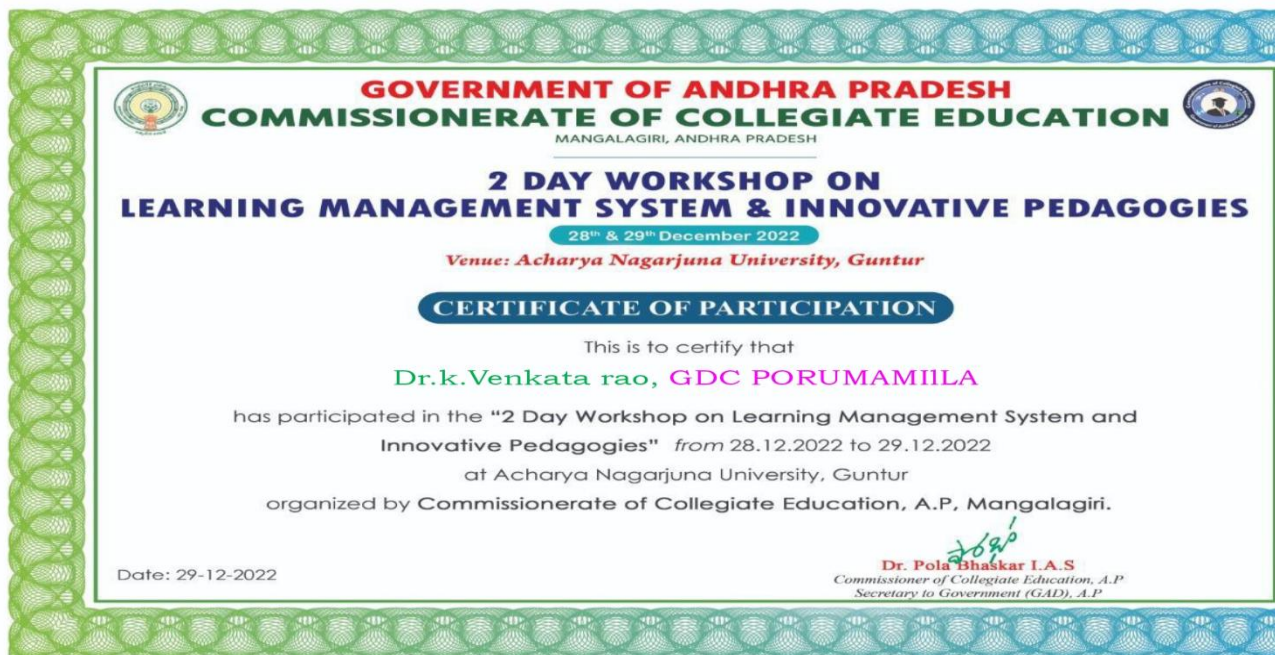 GOVERNMENT OF ANDHRA PRADESH
COMMISSIONERATE OF COLLEGIATE EDUCATION
MANGALAGIRI, ANDHRA PRADESH
2 DAY WORKSHOP ON
LEARNING MANAGEMENT SYSTEM & INNOVATIVE PEDAGOGIES
28th & 29th December 2022
Venue: Acharya Nagarjuna University, Guntur
CERTIFICATE OF PARTICIPATION
This is to certify that
Dr.k.Venkata rao, GDC PORUMAMIlLA
has participated in the "2 Day Workshop on Learning Management System and
Innovative Pedagogies" from 28.12.2022 to 29.12.2022
at Acharya Nagarjuna University, Guntur
organized by Commissionerate of Collegiate Education, A.P, Mangalagiri.
Date: 29-12-2022
Dr. Pola Bhaskar I.A.S
Commissioner of Collegiate Education, A.P
Secretary to Government (GAD), A.P